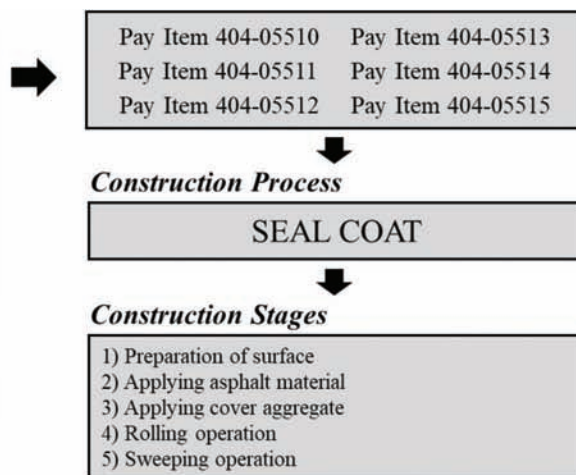 Pay Item 404-05510 Pay Item 404-05513
Pay Item 404-05511 Pay Item 404-05514
Pay Item 404-05512 Pay Item 404-05515
Construction Process
SEAL COAT
Construction Stages
1) Preparation of surface
2) Applying asphalt material
3) Applying cover aggregate
4) Rolling operation
5) Sweeping operation